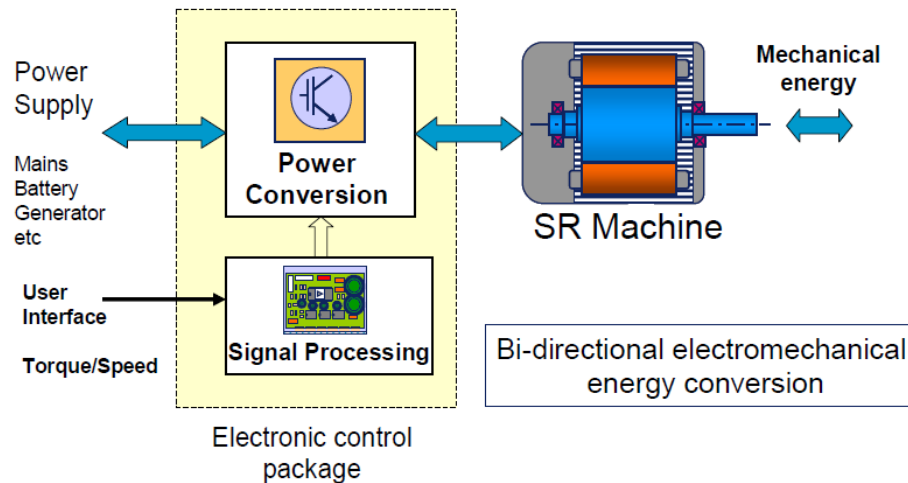 Power
Supply
Mains
Battery
Generator
etc
User
Interface
Torque/Speed
Power
Conversion
Signal Processing
Electronic control
package
SR Machine
Mechanical
energy
Bi-directional electromechanical
energy conversion